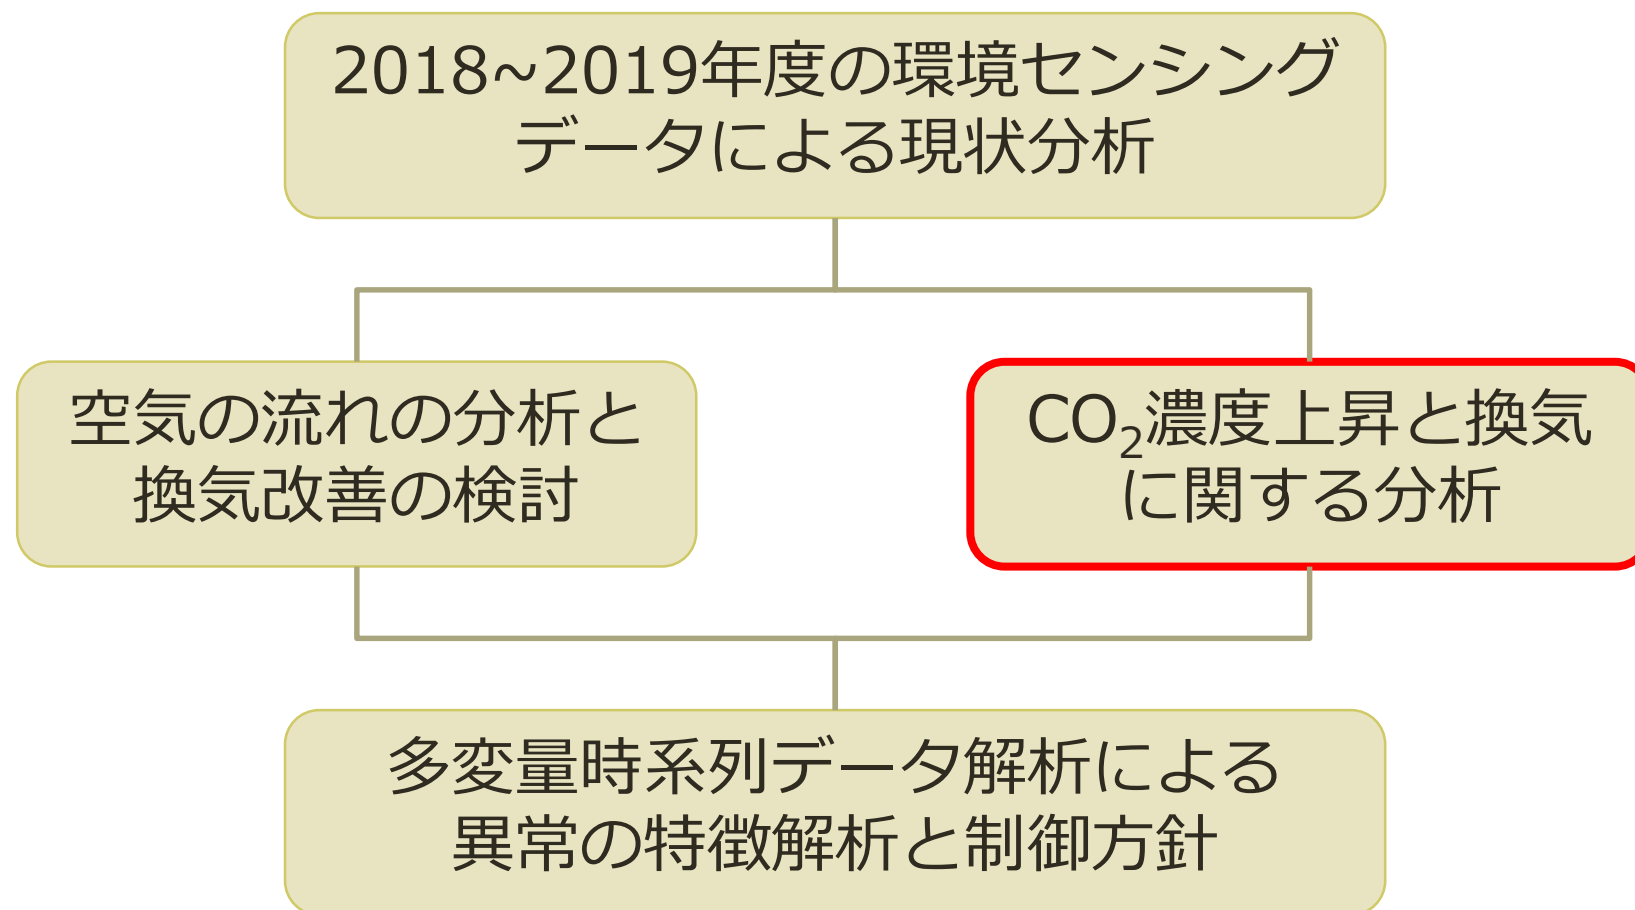 2018~2019年度の環境センシング
データによる現状分析
空気の流れの分析と
換気改善の検討
CO₂濃度上昇と換気
に関する分析
多変量時系列データ解析による
異常の特徴解析と制御方針